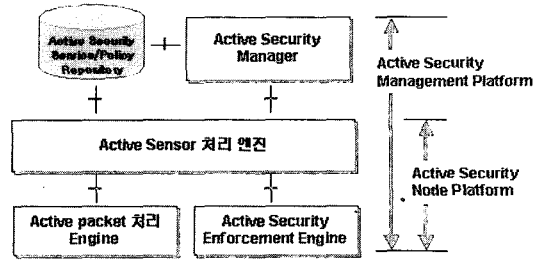 Active Security
Service/Policy
Repository
Active Security
Manager
Active Security
Management Platform
Active Sensor 처리 엔진
Active Security
Node Platform
Active packet 처리
Engine
Active Security
Enforcement Engine